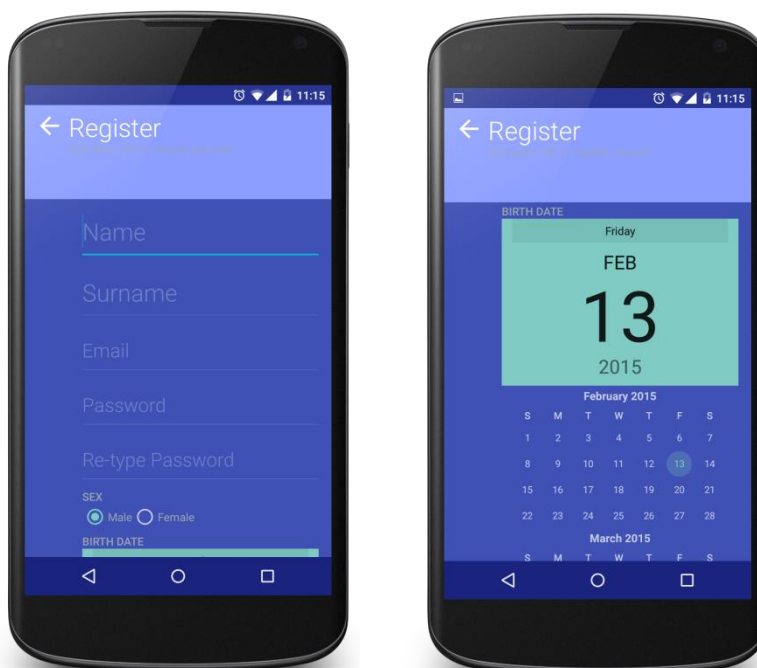 11:15
Register
Name
Surname
Email
Password
Re-type Password
SEX
Male Female
BIRTH DATE
11:15
Register
BIRTH DATE
Friday
FEB
13
2015
February 2015
S M T W T F S
1 2 3 4 5 6 7
8 9 10 11 12 13 14
15 16 17 18 19 20 21
22 23 24 25 26 27 28
March 2015
S M T W T F S